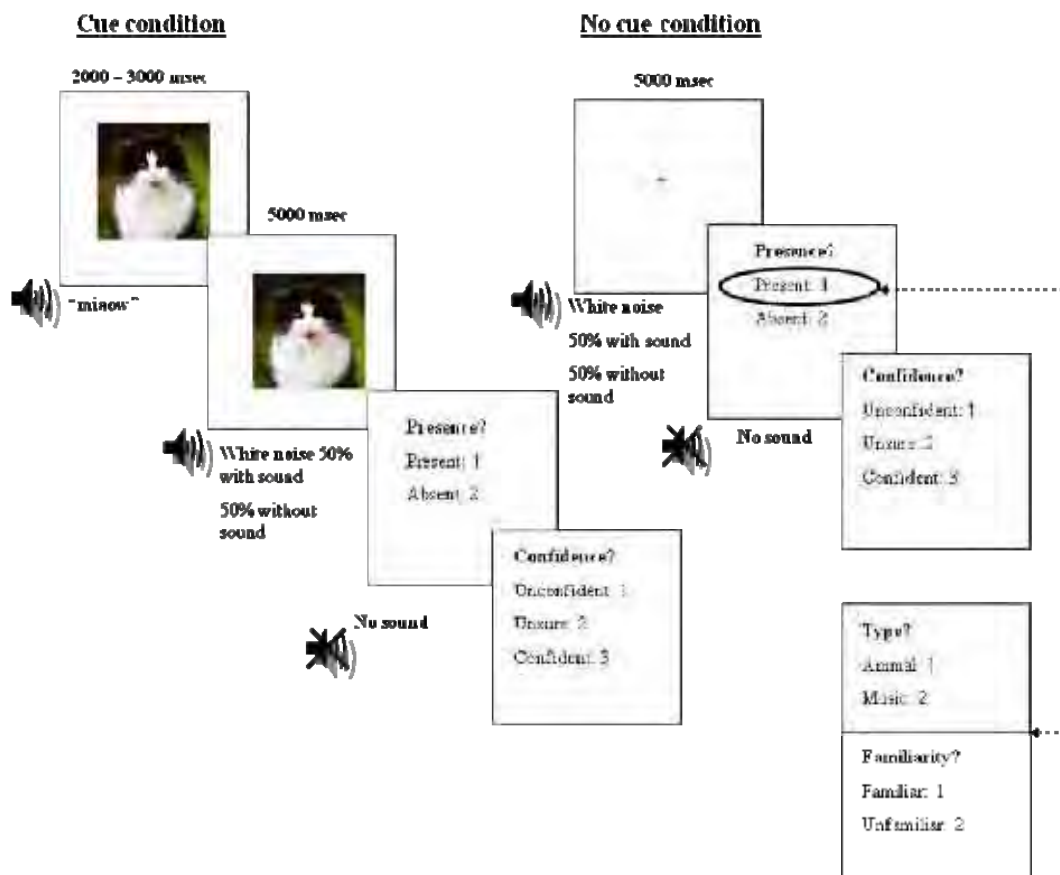 Cue condition
2000 – 3000 msec
"miaow"
5000 msec
White noise 50%
with sound
50% without
sound
Presence?
Present: 1
Absent: 2
No sound
Confidence?
Unconfident: 1
Unsure: 2
Confident: 3
No cue condition
5000 msec
+
White noise
50% with sound
50% without
sound
Presence?
Present: 1
Absent: 2
No sound
Confidence?
Unconfident: 1
Unsure: 2
Confident: 3
Type?
Animal: 1
Music: 2
Familiarity?
Familiar: 1
Unfamiliar: 2